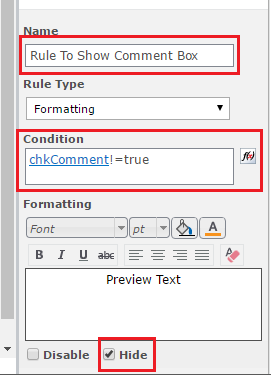 Name
Rule To Show Comment Box
Rule Type
Formatting
Condition
chkComment!=true
f(x)
Formatting
Font pt A
B I U abc
Preview Text
Disable Hide